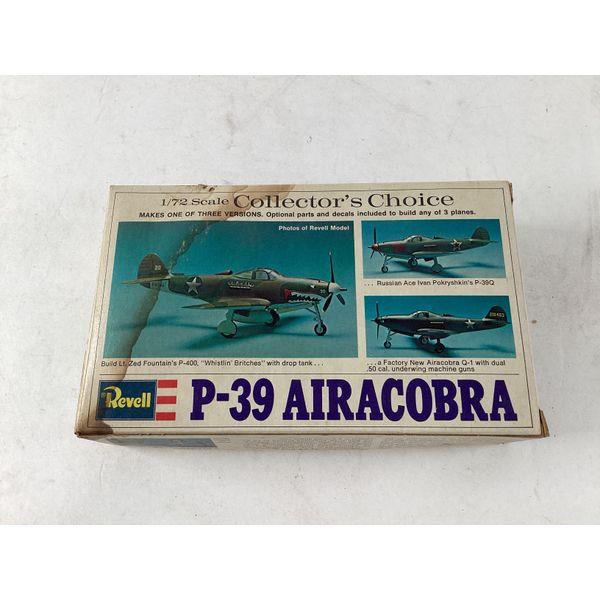 1/72 Scale Collector's Choice
MAKES ONE OF THREE VERSIONS. Optional parts and decals included to build any of 3 planes.
Photos of Revell Model
. . . Russian Ace Ivan Pokryshkin's P-39Q
Build Lt. Zed Fountain's P-400, "Whistlin' Britches" with drop tank . . .
. . . a Factory New Airacobra Q-1 with dual
.50 cal. underwing machine guns
Revell
P-39 AIRACOBRA